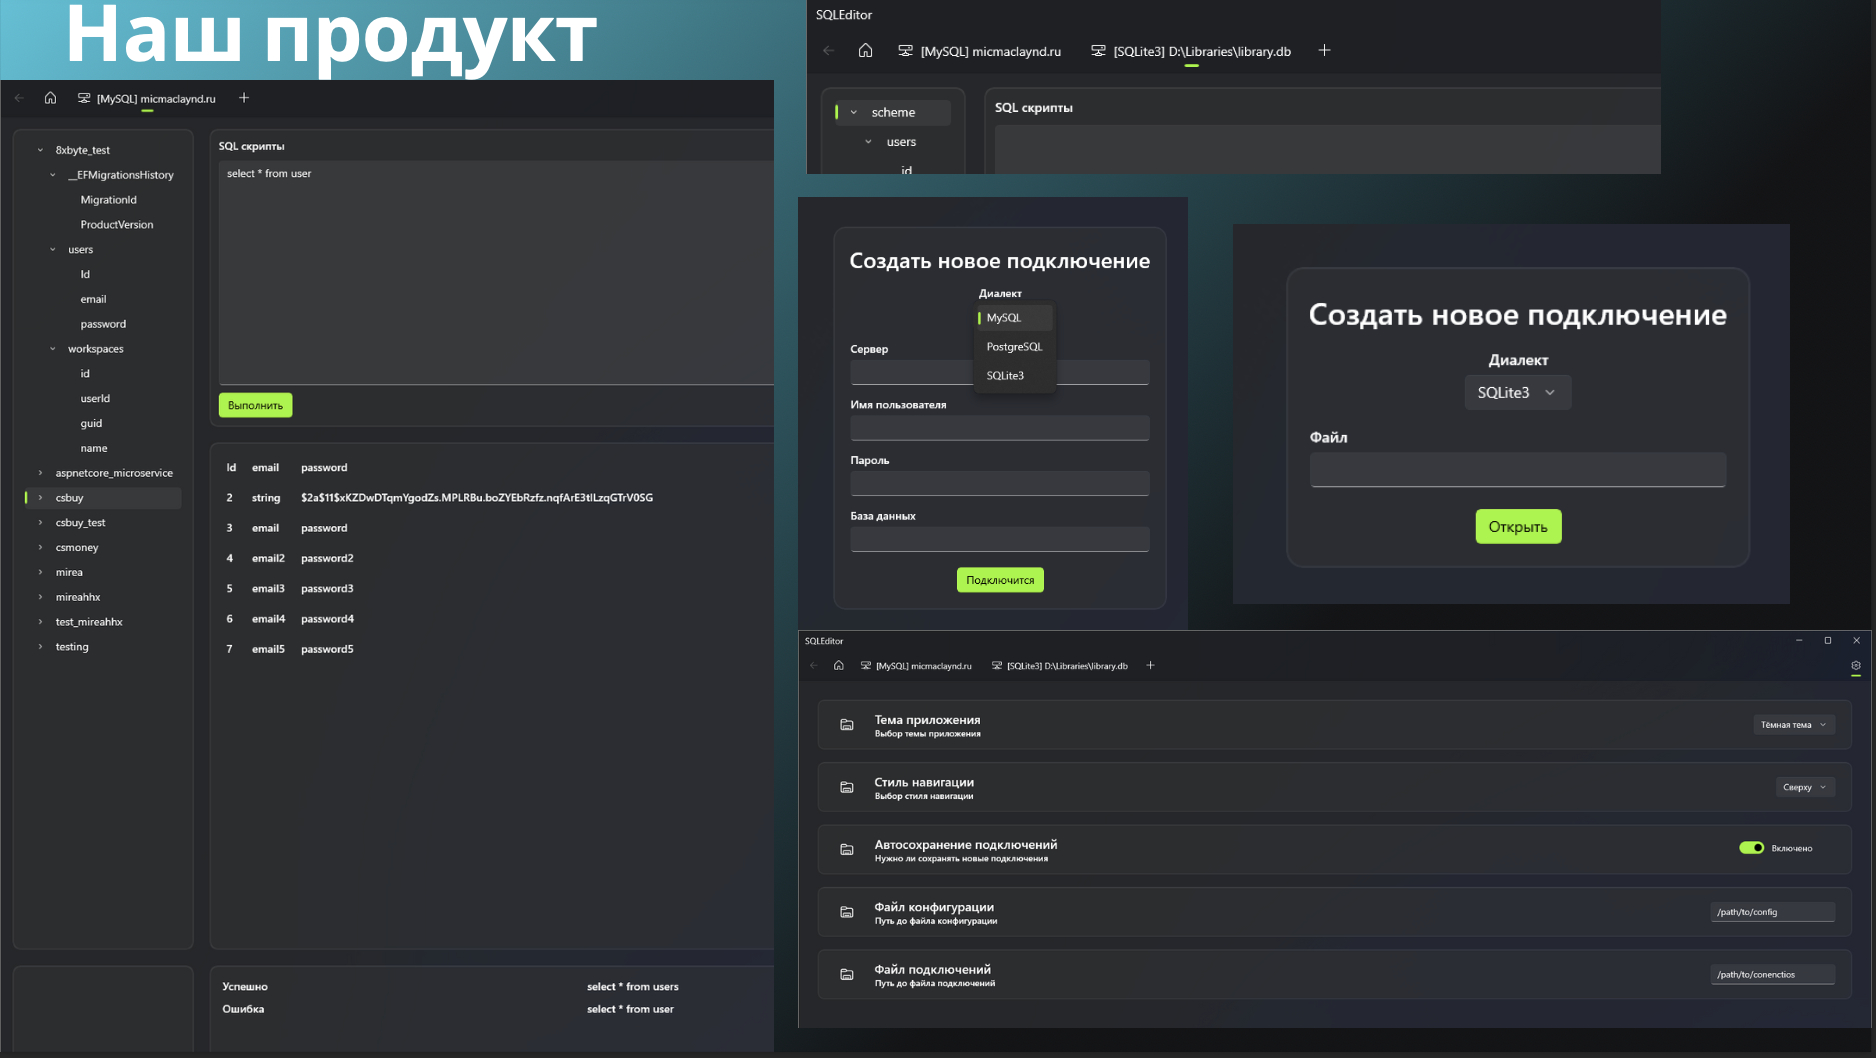 Наш продукт
[MySQL] micmaclaynd.ru
8xbyte_test
__EFMigrationsHistory
MigrationId
ProductVersion
users
Id
email
password
workspaces
id
userId
guid
name
aspnetcore_microservice
csbuy
csbuy_test
csmoney
mirea
mireahhx
test_mireahhx
testing
SQL скрипты
select * from user
Выполнить
Id email password
2 string $2a$11$xKZDwDTqmYgodZs.MPLRBu.boZYEbRzfz.nqfArE3tlLzqGTrV0SG
3 email password
4 email2 password2
5 email3 password3
6 email4 password4
7 email5 password5
Успешно select * from users
Ошибка select * from user
SQLEditor
[MySQL] micmaclaynd.ru [SQLite3] D:\Libraries\library.db
scheme
users
id
SQL скрипты
Создать новое подключение
Диалект
MySQL
PostgreSQL
SQLite3
Сервер
Имя пользователя
Пароль
База данных
Подключится
Создать новое подключение
Диалект
SQLite3
Файл
Открыть
SQLEditor
[MySQL] micmaclaynd.ru [SQLite3] D:\Libraries\library.db
Тема приложения
Выбор темы приложения
Тёмная тема
Стиль навигации
Выбор стиля навигации
Сверху
Автосохранение подключений
Нужно ли сохранять новые подключения
Включено
Файл конфигурации
Путь до файла конфигурации
/path/to/config
Файл подключений
Путь до файла подключений
/path/to/conenctios